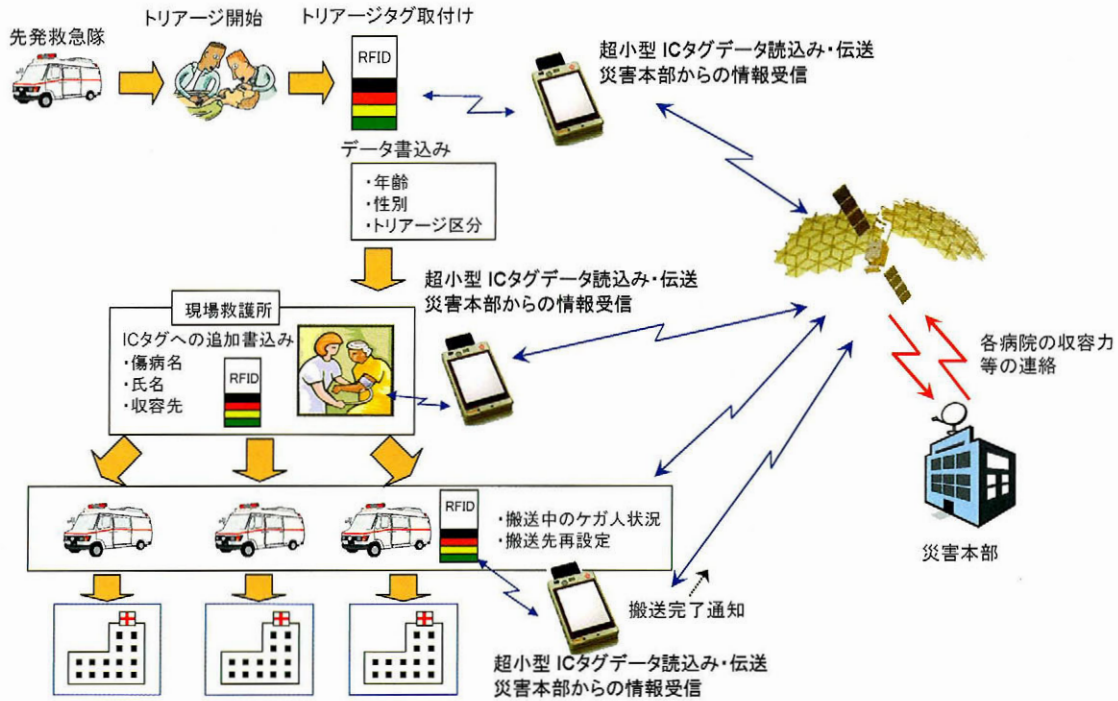 先発救急隊
トリアージ開始
トリアージタグ取付け
RFID
超小型 ICタグデータ読込み・伝送
災害本部からの情報受信
データ書込み
・年齢
・性別
・トリアージ区分
超小型 ICタグデータ読込み・伝送
災害本部からの情報受信
現場救護所
ICタグへの追加書込み
・傷病名
・氏名
・収容先
RFID
各病院の収容力
等の連絡
災害本部
RFID
・搬送中のケガ人状況
・搬送先再設定
搬送完了通知
超小型 ICタグデータ読込み・伝送
災害本部からの情報受信